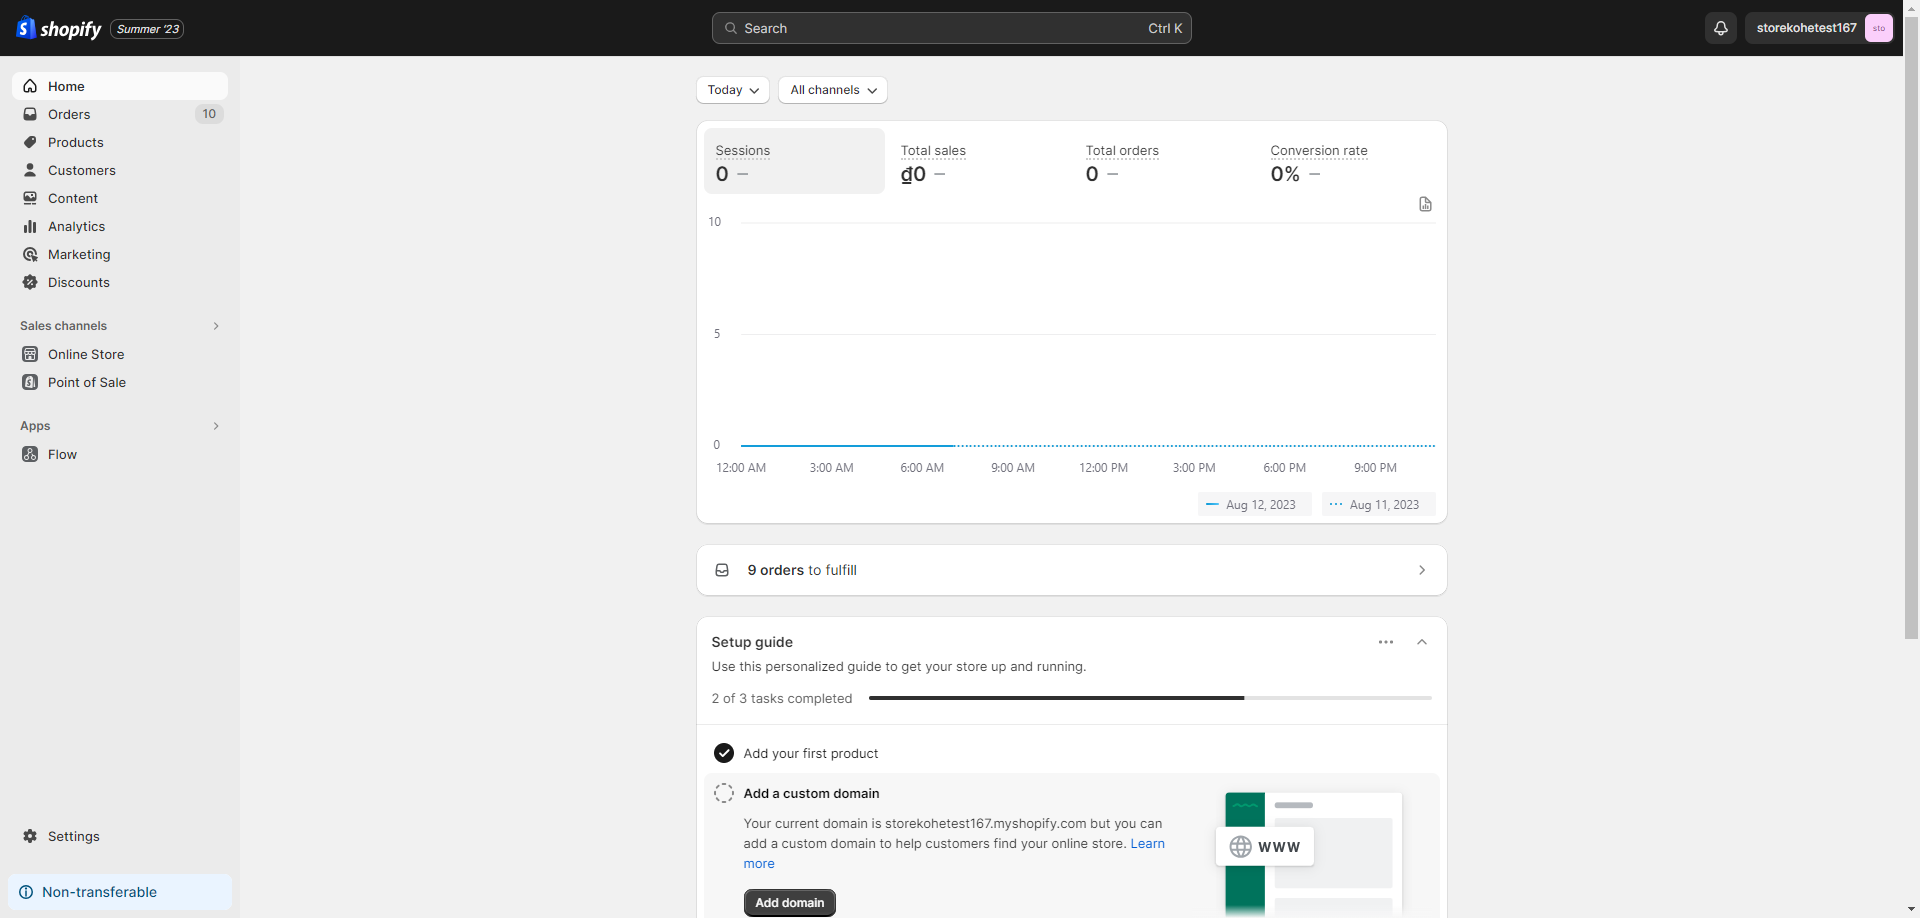 shopify
Summer '23
Search
Ctrl K
storekohetest167
sto
Home
Orders
10
Products
Customers
Content
Analytics
Marketing
Discounts
Sales channels
Online Store
Point of Sale
Apps
Flow
Settings
Non-transferable
Today
All channels
Sessions
0 –
Total sales
₫0 –
Total orders
0 –
Conversion rate
0% –
10
5
0
12:00 AM
3:00 AM
6:00 AM
9:00 AM
12:00 PM
3:00 PM
6:00 PM
9:00 PM
Aug 12, 2023
Aug 11, 2023
9 orders to fulfill
Setup guide
Use this personalized guide to get your store up and running.
2 of 3 tasks completed
Add your first product
Add a custom domain
Your current domain is storekohetest167.myshopify.com but you can
add a custom domain to help customers find your online store. Learn
more
Add domain
WWW